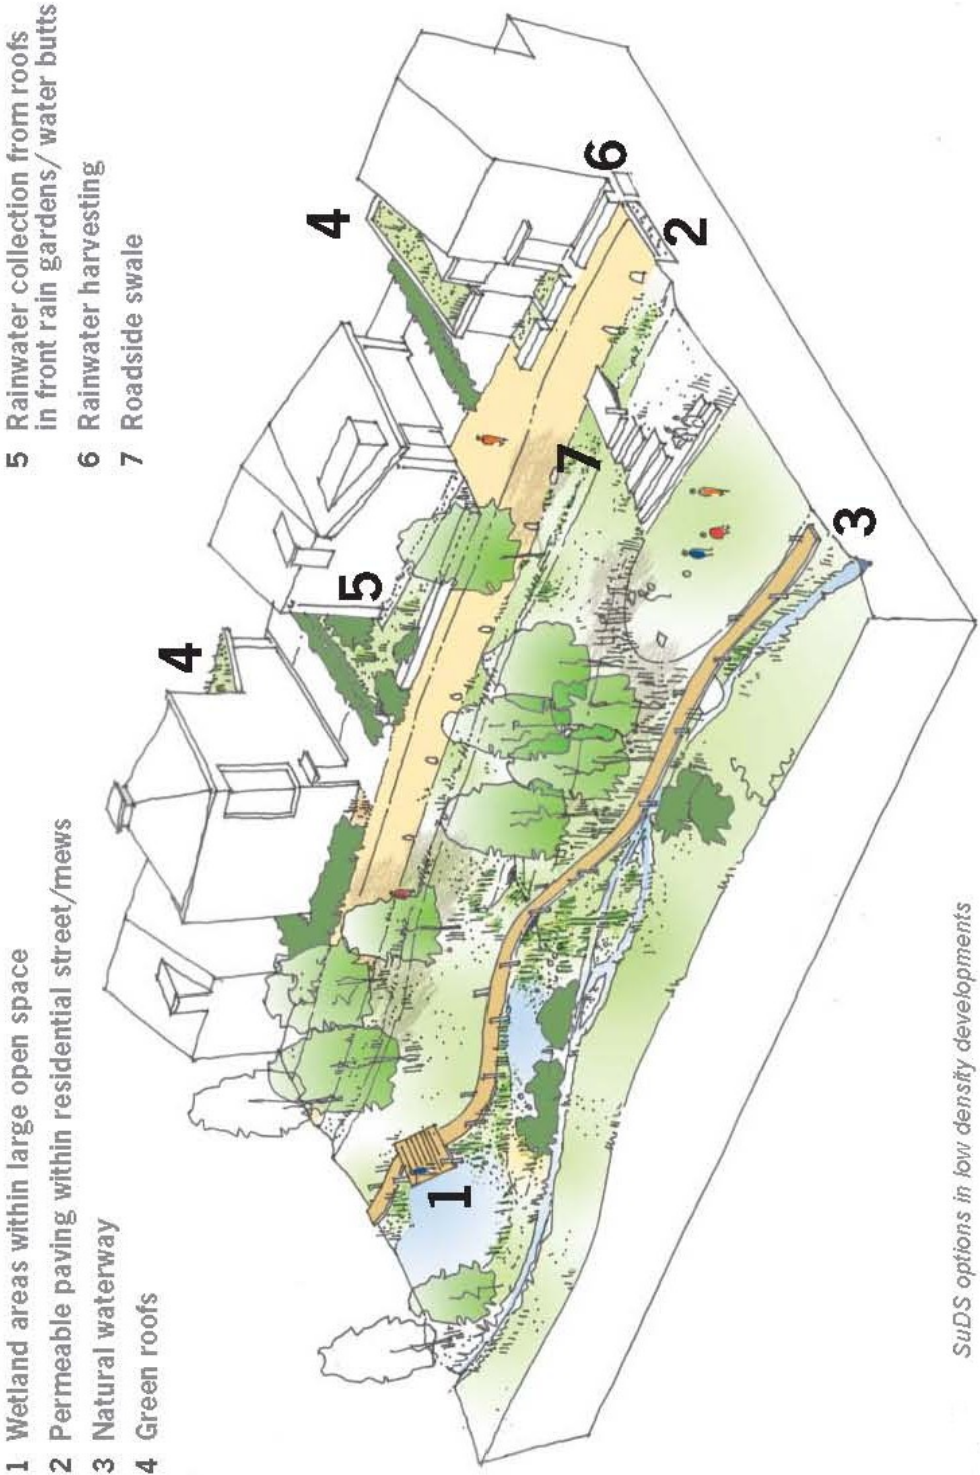 1 Wetland areas within large open space
2 Permeable paving within residential street/mews
3 Natural waterway
4 Green roofs
5 Rainwater collection from roofs
in front rain gardens/ water butts
6 Rainwater harvesting
7 Roadside swale
4
4
5
6
2
7
3
1
SuDS options in low density developments